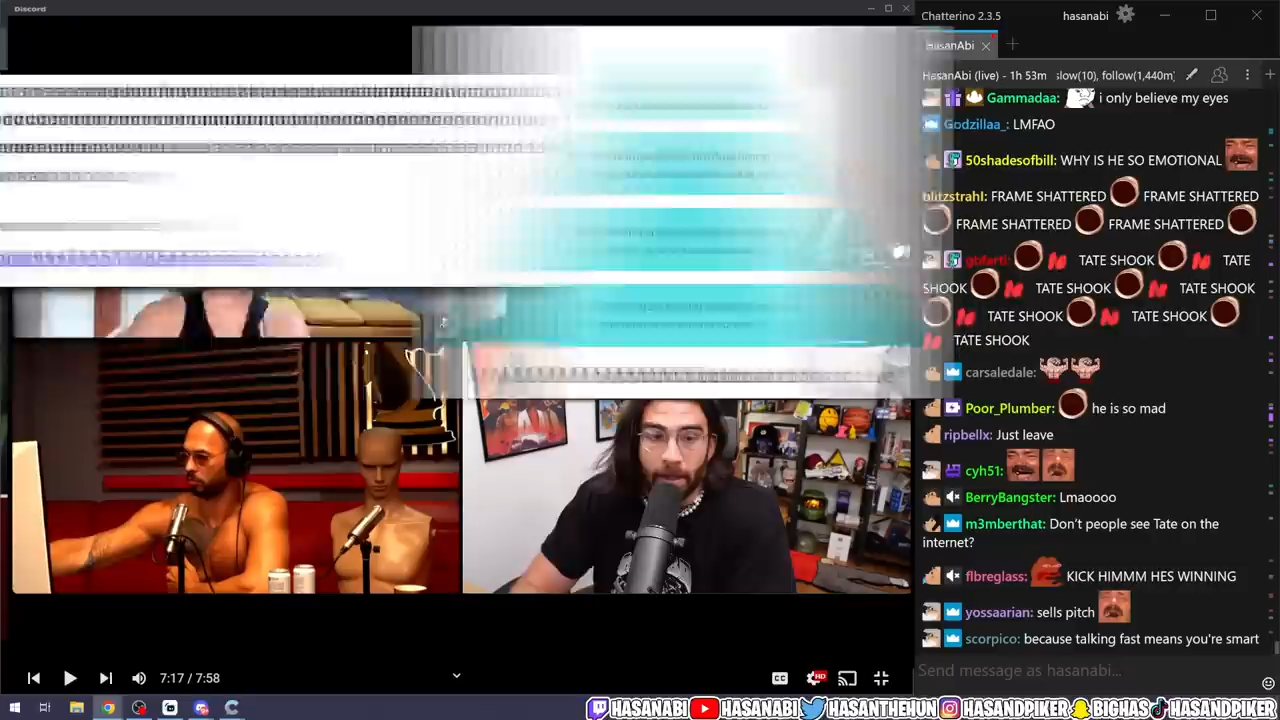 Discord
Chatterino 2.3.5
hasanabi
HasanAbi
HasanAbi (live) - 1h 53m slow(10), follow(1,440m)
Gammadaa: i only believe my eyes
Godzillaa_: LMFAO
50shadesofbill: WHY IS HE SO EMOTIONAL
blitzstrahl: FRAME SHATTERED FRAME SHATTERED
FRAME SHATTERED FRAME SHATTERED
TATE SHOOK TATE
SHOOK TATE SHOOK TATE SHOOK
TATE SHOOK TATE SHOOK
TATE SHOOK
carsaledale:
Poor_Plumber: he is so mad
ripbellx: Just leave
cyh51:
BerryBangster: Lmaoooo
m3mberthat: Don't people see Tate on the
internet?
flbreglass: KICK HIMMM HES WINNING
yossaarian: sells pitch
scorpico: because talking fast means you're smart
Send message as hasanabi...
7:17 / 7:58
CC
HD
HASANABI HASANABI HASANTHEHUN HASANDPIKER BIGHAS HASANDPIKER